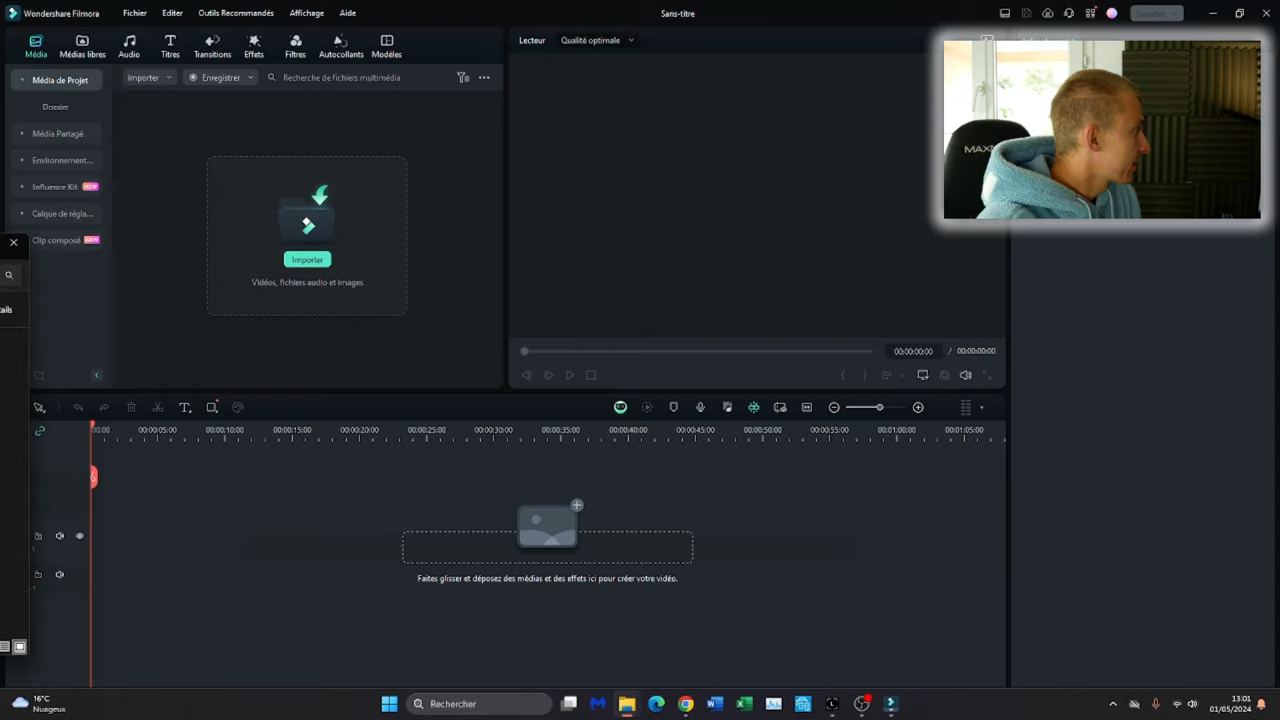 Wondershare Filmora
Fichier
Editer
Outils Recommandés
Affichage
Aide
Sans-titre
Exporter
Média
Médias libres
Audio
Titres
Transitions
Effets
Filtres
Autocollants
Modèles
Lecteur
Qualité optimale
Média de Projet
Importer
Enregistrer
Recherche de fichiers multimédia
Dossier
Média Partagé
Environnement...
Influence Kit NEW
Calque de régla...
Clip composé NEW
ails
Importer
Vidéos, fichiers audio et images
MAXN
00:00:00:00 / 00:00:00:00
00:00 00:00:05:00 00:00:10:00 00:00:15:00 00:00:20:00 00:00:25:00 00:00:30:00 00:00:35:00 00:00:40:00 00:00:45:00 00:00:50:00 00:00:55:00 00:01:00:00 00:01:05:00
Faites glisser et déposez des médias et des effets ici pour créer votre vidéo.
16°C
Nuageux
Rechercher
13:01
01/05/2024